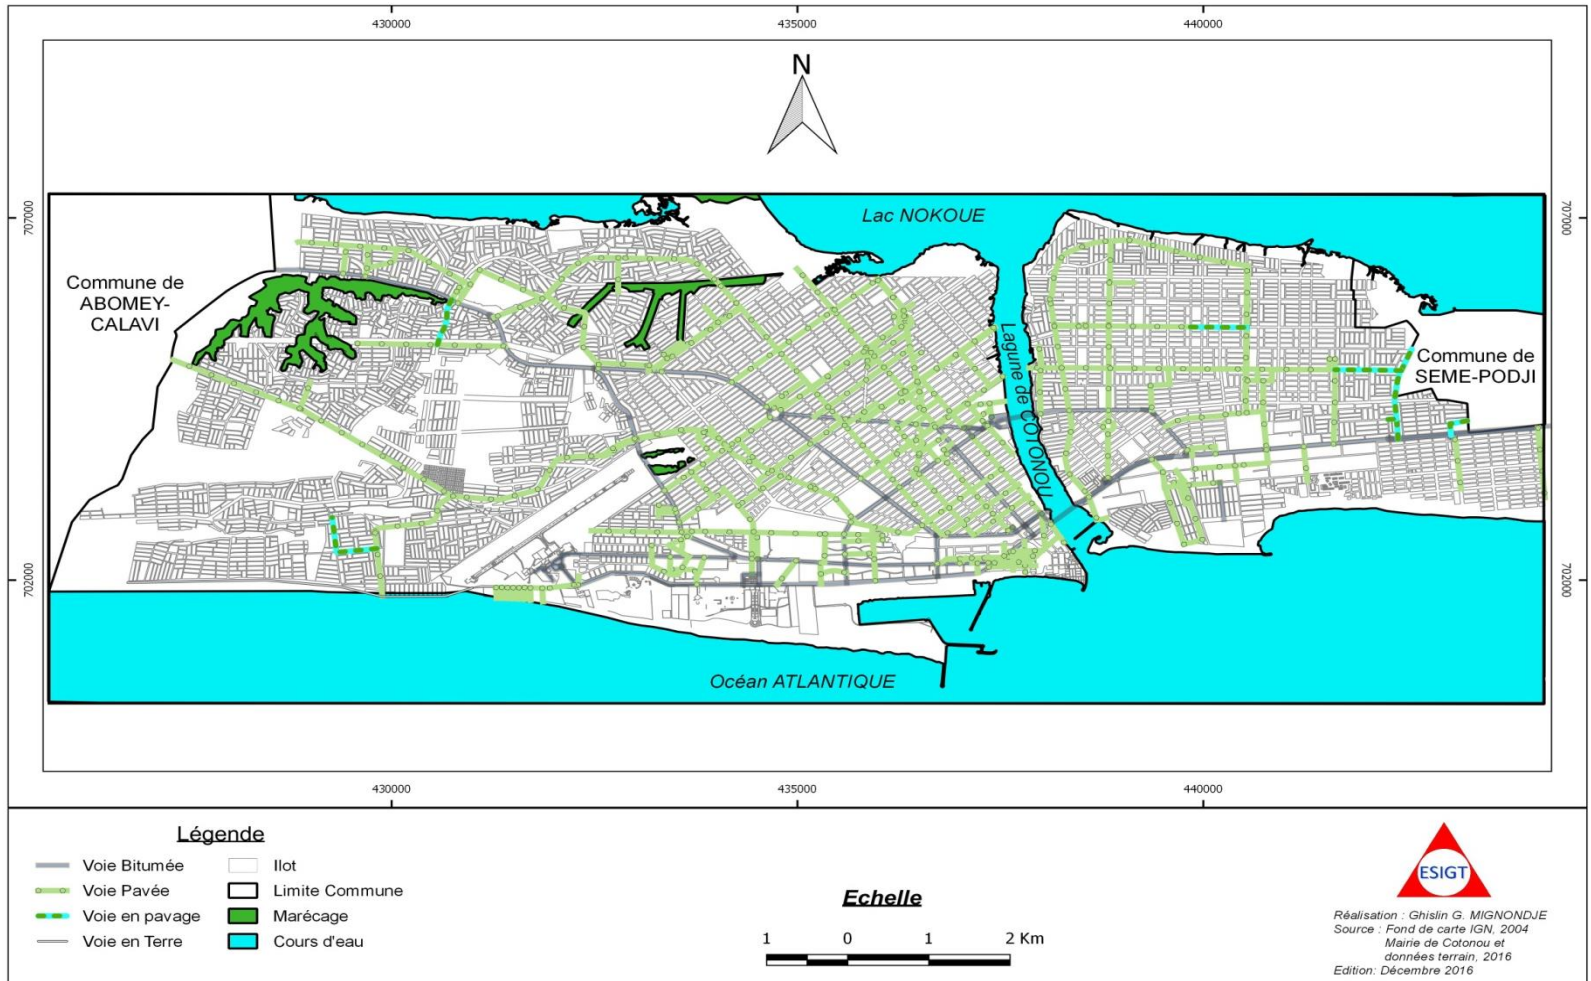 430000
435000
440000
N
707000
707000
Lac NOKOUE
Commune de
ABOMEY-
CALAVI
Lagune de COTONOU
Commune de
SEME-PODJI
702000
70200
Océan ATLANTIQUE
430000
435000
440000
Légende
Voie Bitumée
Voie Pavée
Voie en pavage
Voie en Terre
Ilot
Limite Commune
Marécage
Cours d'eau
Echelle
1 0 1 2 Km
ESIGT
Réalisation : Ghislin G. MIGNONDJE
Source : Fond de carte IGN, 2004
Mairie de Cotonou et
données terrain, 2016
Edition: Décembre 2016